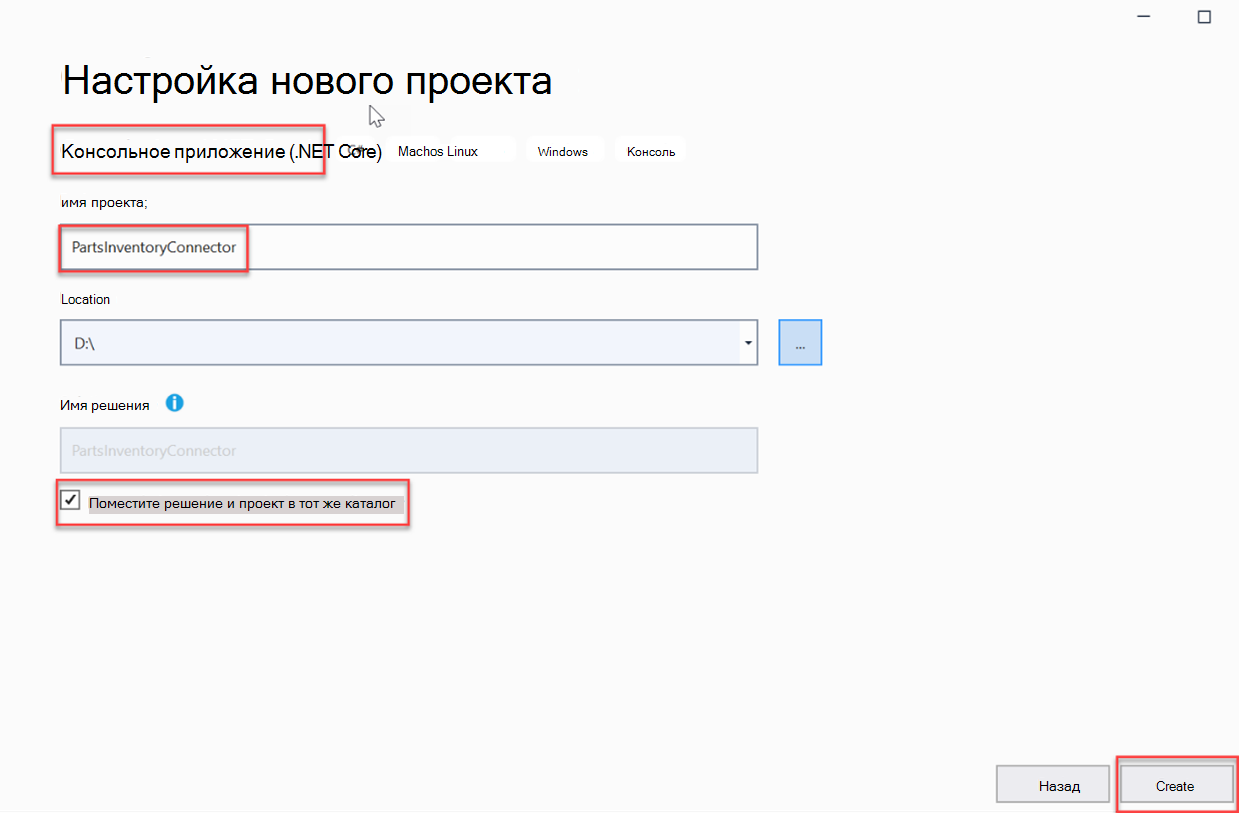 Настройка нового проекта
Консольное приложение (.NET Core) Machos Linux Windows Консоль
имя проекта;
PartsInventoryConnector
Location
D:\
...
Имя решения
PartsInventoryConnector
Поместите решение и проект в тот же каталог
Назад Create